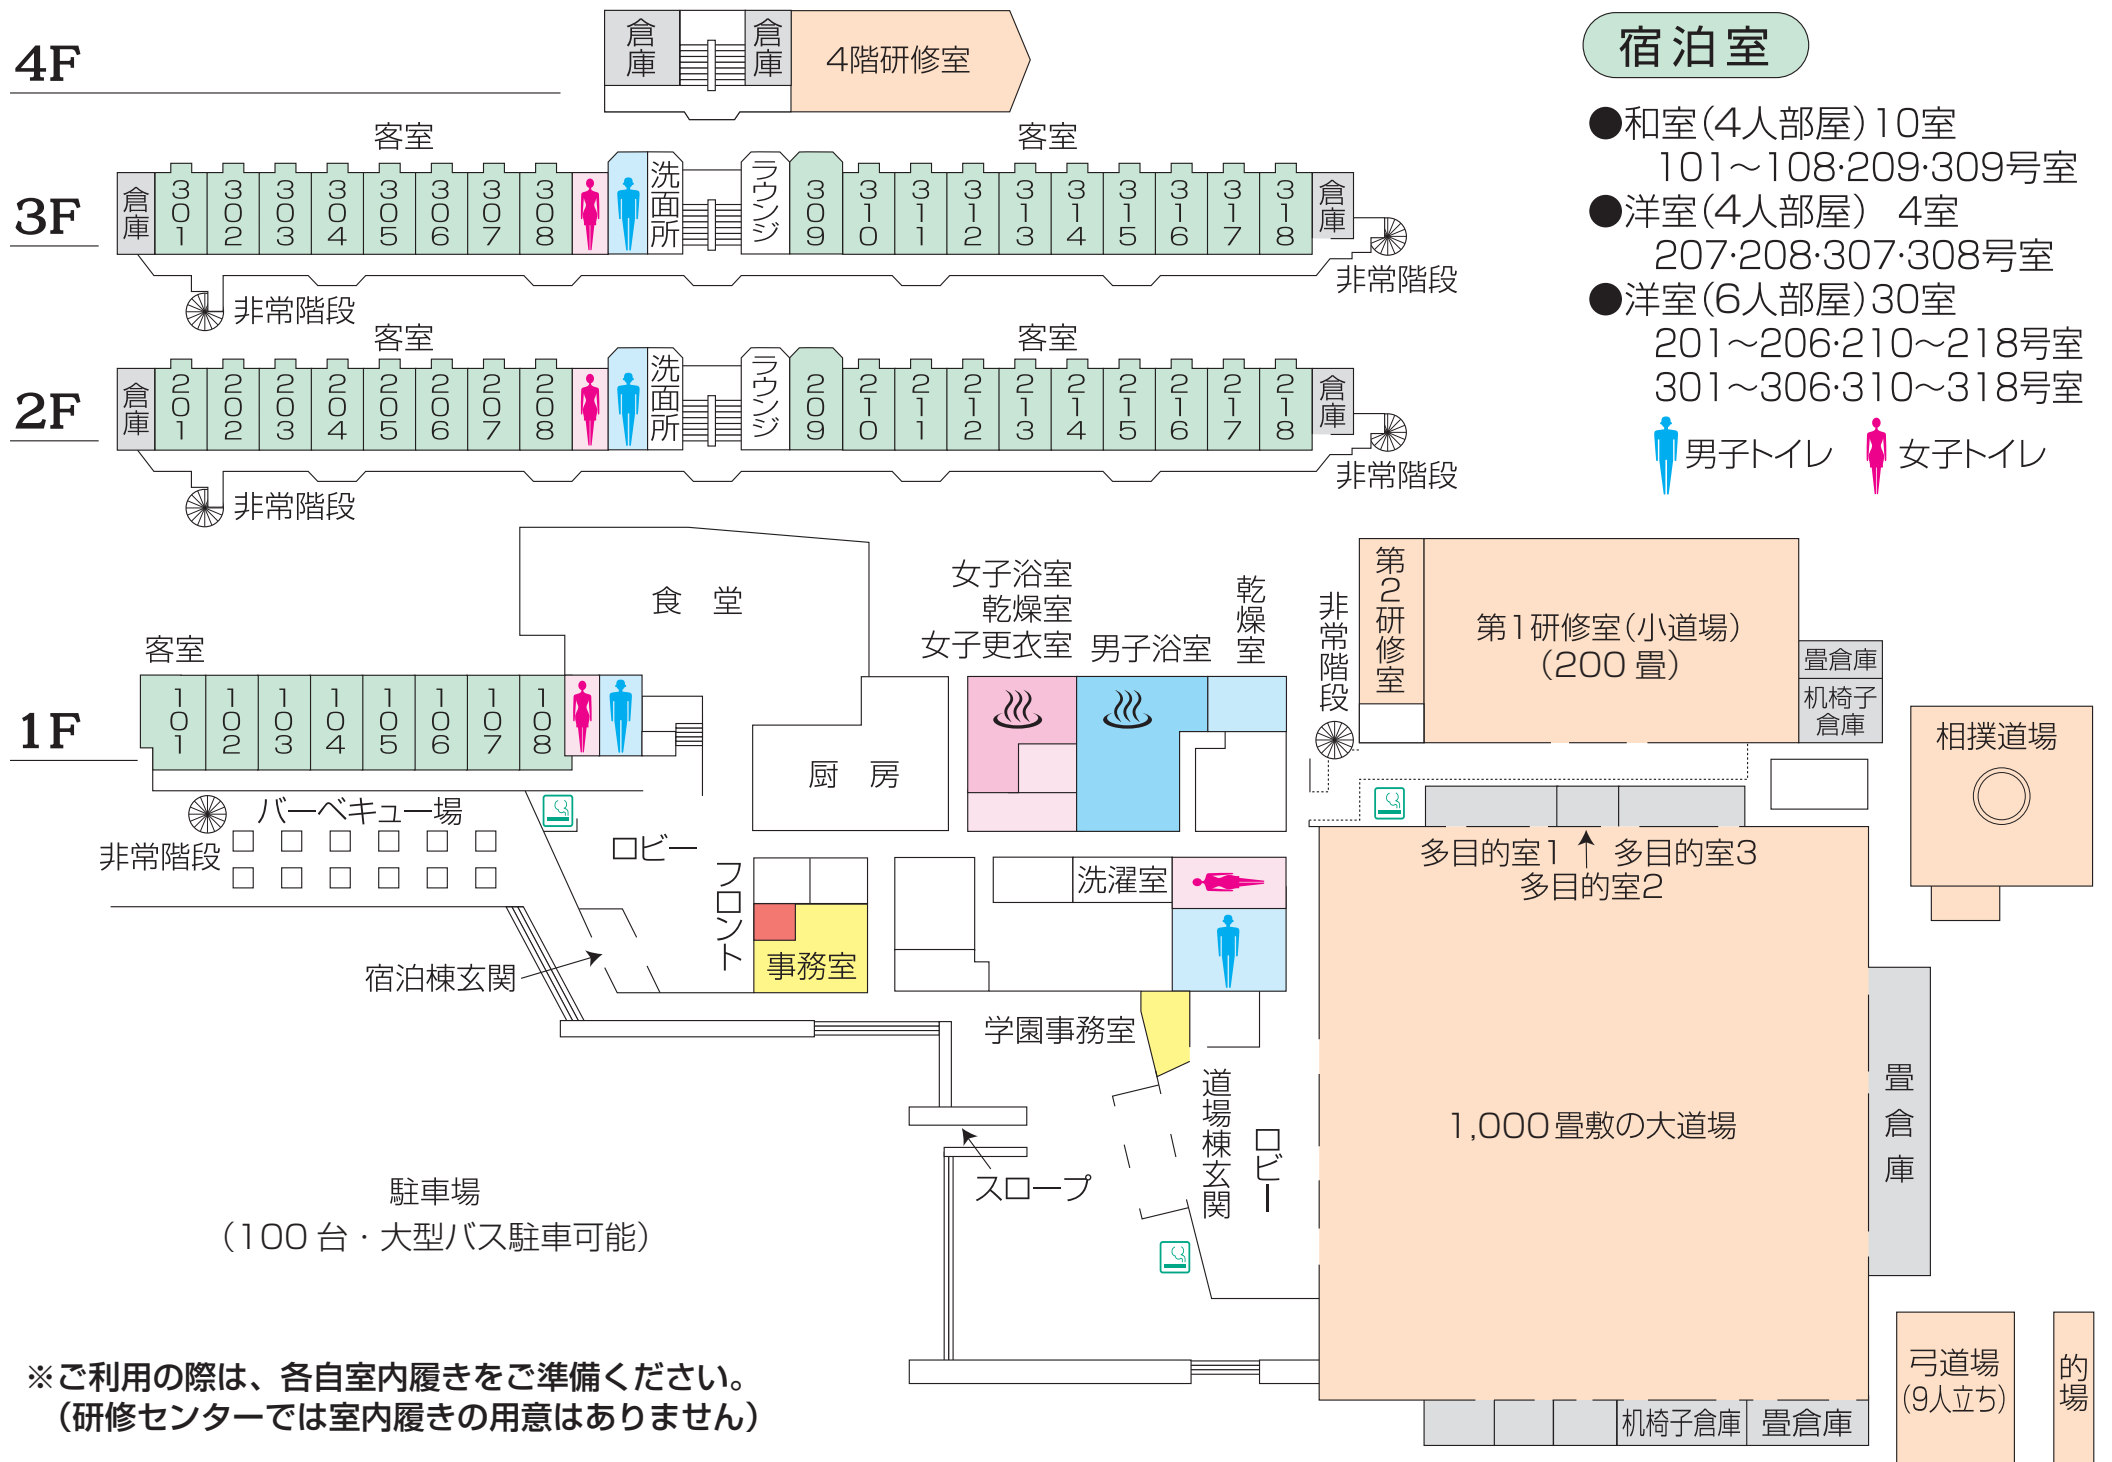 4F
倉庫
倉庫
4階研修室
宿泊室
●和室(4人部屋)10室
101〜108·209·309号室
●洋室(4人部屋) 4室
207·208·307·308号室
●洋室(6人部屋)30室
201〜206·210〜218号室
301〜306·310〜318号室
男子トイレ 女子トイレ
客室 客室
3F
倉庫
301
302
303
304
305
306
307
308
洗面所
ラウンジ
309
310
311
312
313
314
315
316
317
318
倉庫
非常階段
非常階段
客室 客室
2F
倉庫
201
202
203
204
205
206
207
208
洗面所
ラウンジ
209
210
211
212
213
214
215
216
217
218
倉庫
非常階段
非常階段
1F
客室
101
102
103
104
105
106
107
108
食 堂
厨 房
女子浴室
乾燥室
女子更衣室
男子浴室
乾燥室
非常階段
第2研修室
第1研修室(小道場)
(200畳)
畳倉庫
机椅子
倉庫
相撲道場
バーベキュー場
非常階段
ロビー
フロント
事務室
洗濯室
多目的室1
多目的室3
多目的室2
宿泊棟玄関
学園事務室
道場棟玄関
ロビー
スロープ
1,000畳敷の大道場
畳倉庫
駐車場
(100台・大型バス駐車可能)
弓道場
(9人立ち)
的場
机椅子倉庫
畳倉庫
※ご利用の際は、各自室内履きをご準備ください。
(研修センターでは室内履きの用意はありません)